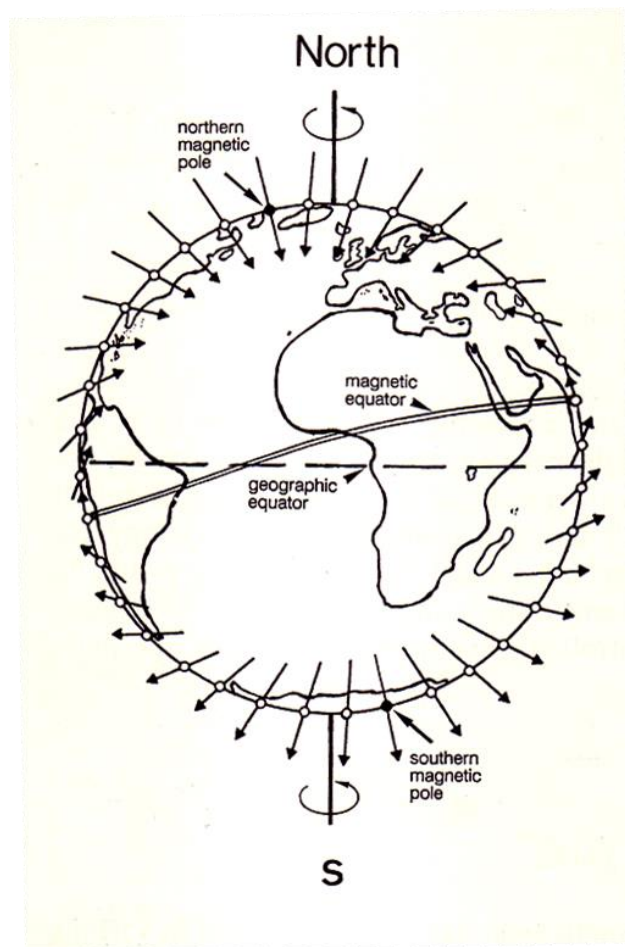 North
northern
magnetic
pole
magnetic
equator
geographic
equator
southern
magnetic
pole
S